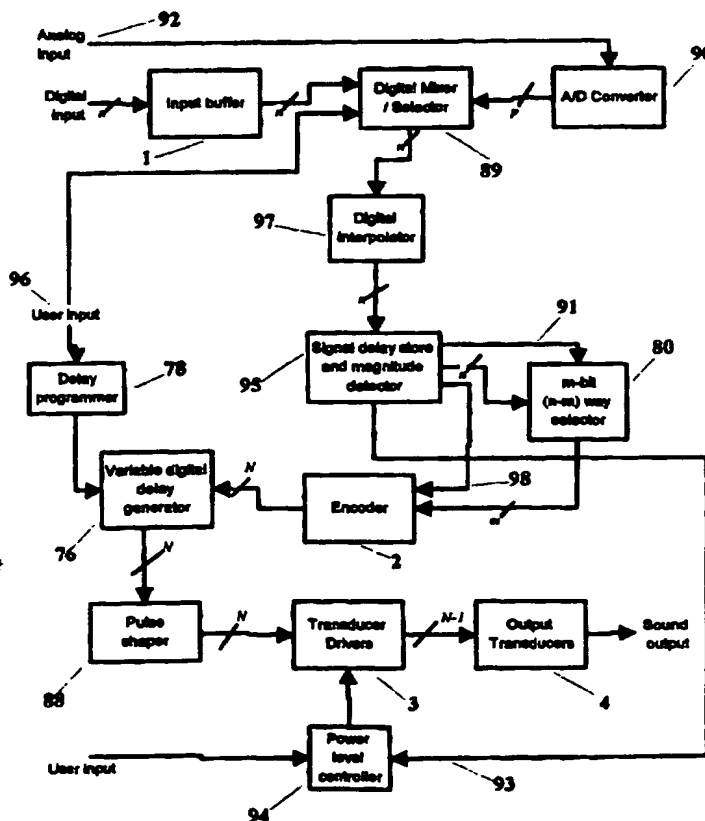 Analog
Input
92
Digital
Input
n
Input buffer
1
n
Digital Mixer
/ Selector
89
p
A/D Converter
90
n
97
Digital
Interpolator
n
96
User input
Delay
programmer
78
95
Signal delay store
and magnitude
detector
91
n
m-bit
(n-m) way
selector
80
98
Variable digital
delay
generator
76
N
Encoder
2
m
N
Pulse
shaper
88
N
Transducer
Drivers
3
N-1
Output
Transducers
4
Sound
output
User input
Power
level
controller
94
93